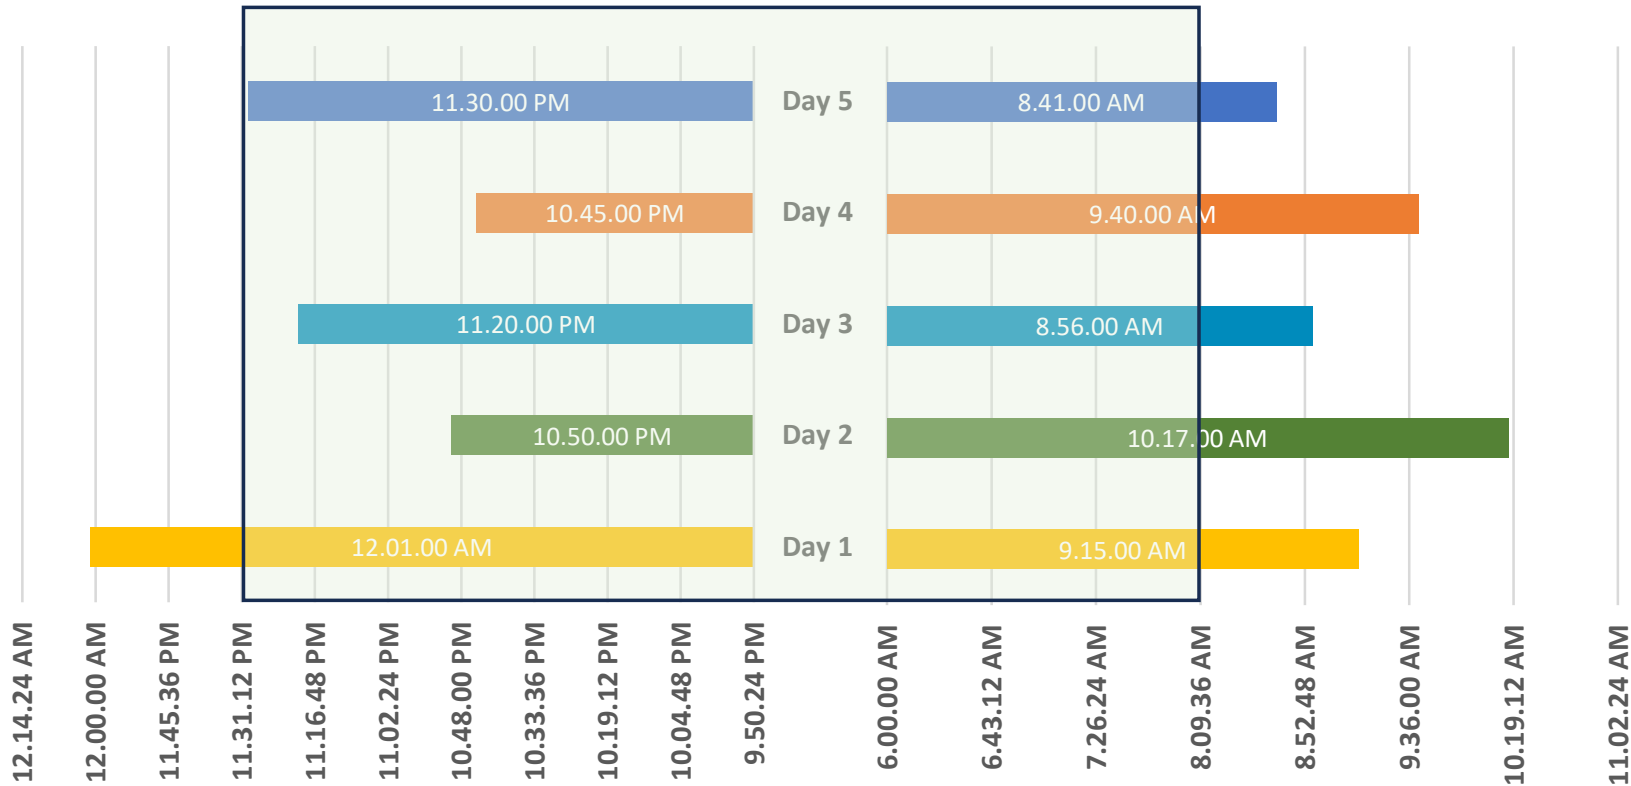 11.30.00 PM Day 5 8.41.00 AM
10.45.00 PM Day 4 9.40.00 AM
11.20.00 PM Day 3 8.56.00 AM
10.50.00 PM Day 2 10.17.00 AM
12.01.00 AM Day 1 9.15.00 AM
12.14.24 AM
12.00.00 AM
11.45.36 PM
11.31.12 PM
11.16.48 PM
11.02.24 PM
10.48.00 PM
10.33.36 PM
10.19.12 PM
10.04.48 PM
9.50.24 PM
6.00.00 AM
6.43.12 AM
7.26.24 AM
8.09.36 AM
8.52.48 AM
9.36.00 AM
10.19.12 AM
11.02.24 AM